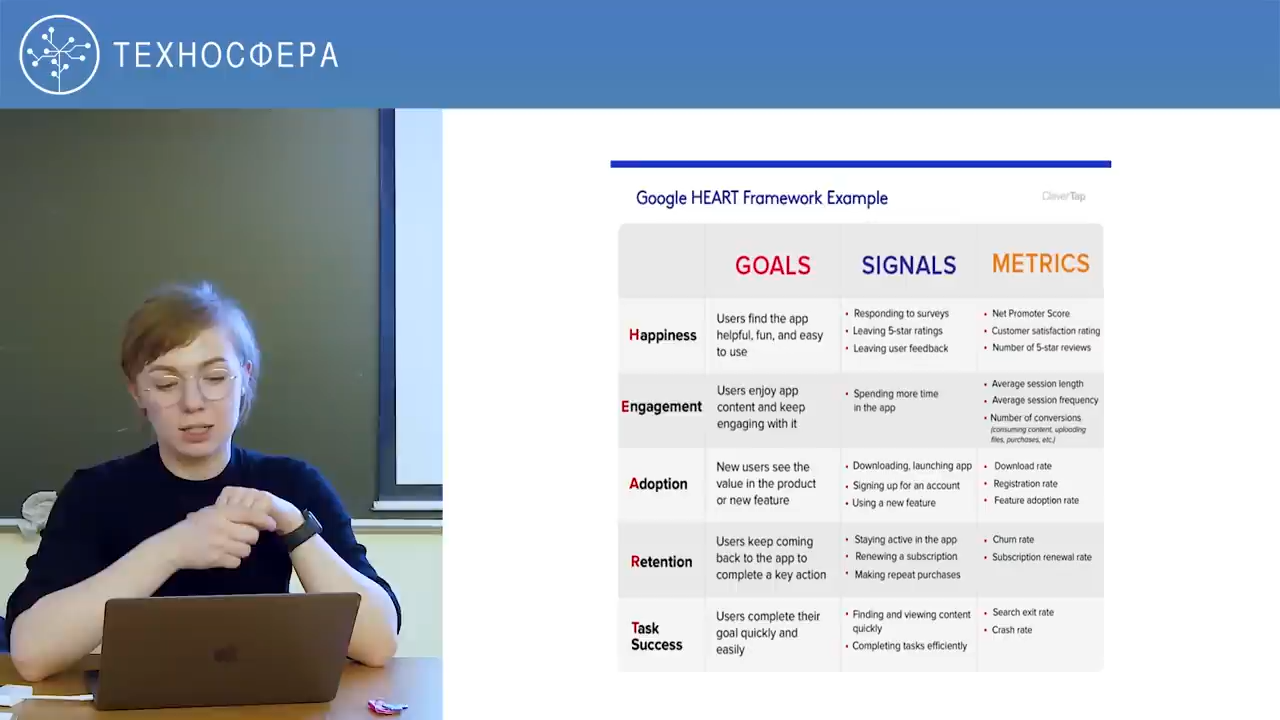 ТЕХНОСФЕРА
Google HEART Framework Example
CleverTap
GOALS
SIGNALS
METRICS
Happiness
Users find the app
helpful, fun, and easy
to use
• Responding to surveys
• Leaving 5-star ratings
• Leaving user feedback
• Net Promoter Score
• Customer satisfaction rating
• Number of 5-star reviews
Engagement
Users enjoy app
content and keep
engaging with it
• Spending more time
in the app
• Average session length
• Average session frequency
• Number of conversions
(consuming content, uploading
files, purchases, etc.)
Adoption
New users see the
value in the product
or new feature
• Downloading, launching app
• Signing up for an account
• Using a new feature
• Download rate
• Registration rate
• Feature adoption rate
Retention
Users keep coming
back to the app to
complete a key action
• Staying active in the app
• Renewing a subscription
• Making repeat purchases
• Churn rate
• Subscription renewal rate
Task
Success
Users complete their
goal quickly and
easily
• Finding and viewing content
quickly
• Completing tasks efficiently
• Search exit rate
• Crash rate